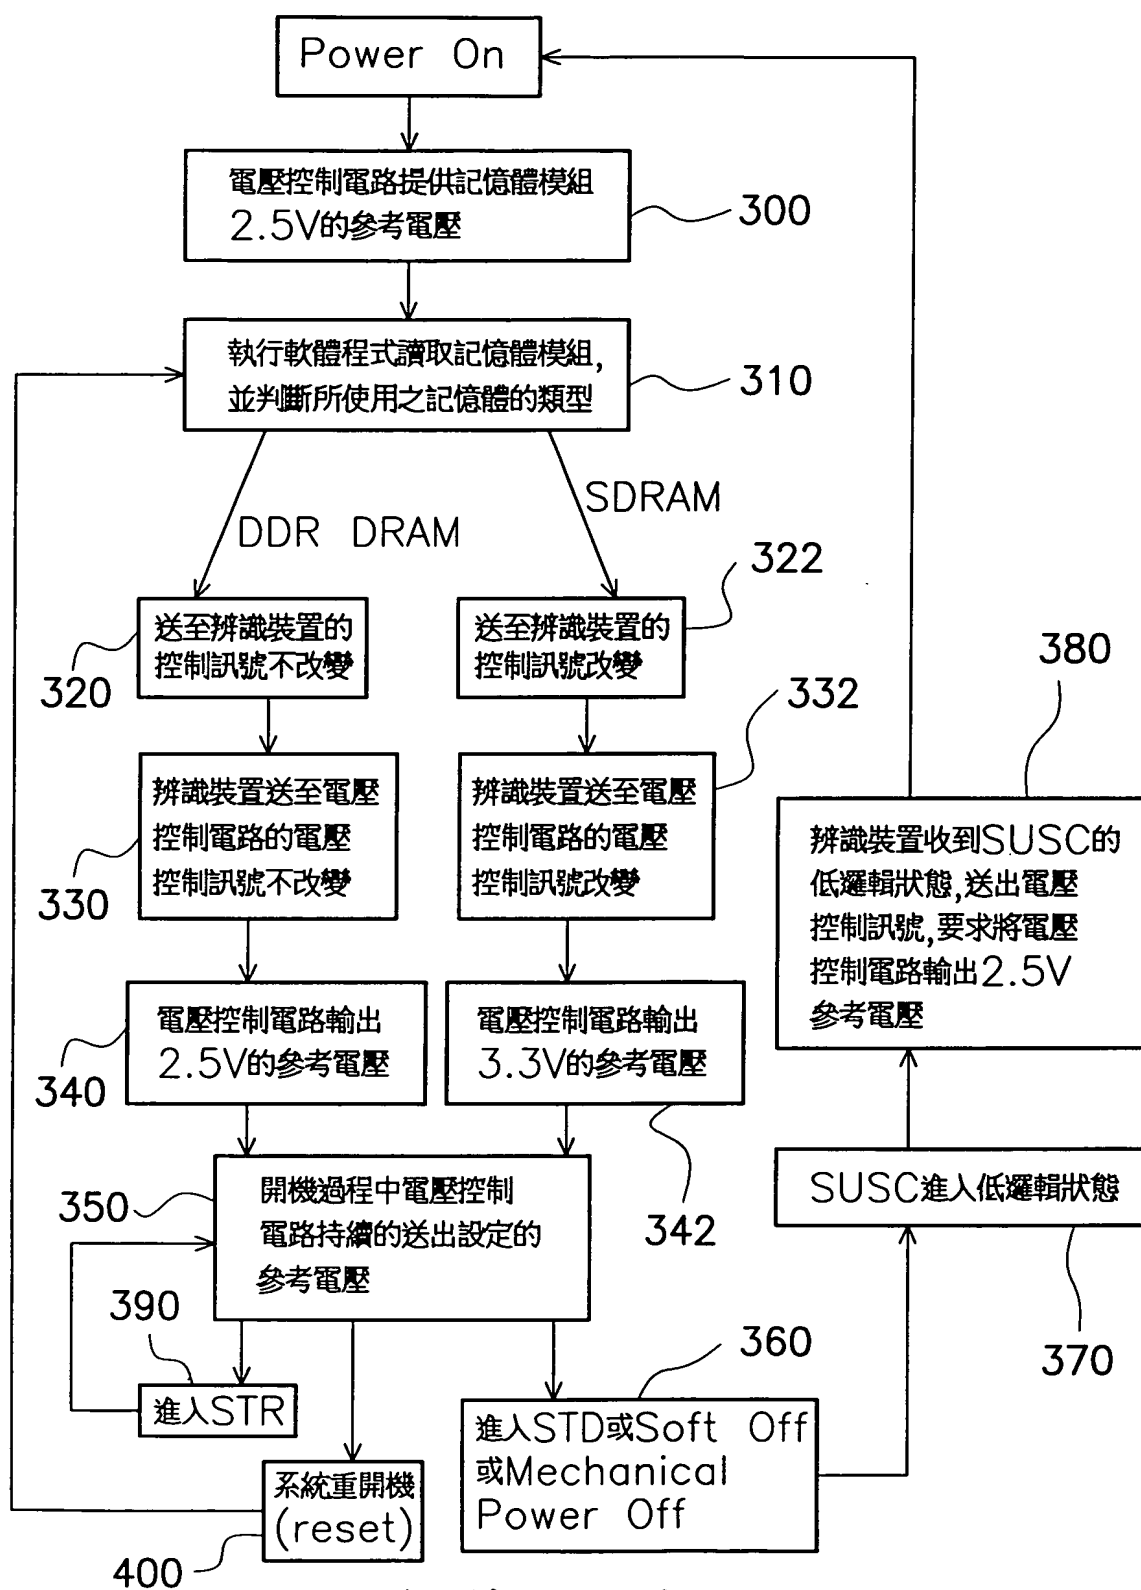 Power On
電壓控制電路提供記憶體模組
2.5V的參考電壓
300
執行軟體程式讀取記憶體模組,
並判斷所使用之記憶體的類型
310
DDR DRAM
SDRAM
送至辨識裝置的
控制訊號不改變
320
送至辨識裝置的
控制訊號改變
322
辨識裝置送至電壓
控制電路的電壓
控制訊號不改變
330
辨識裝置送至電壓
控制電路的電壓
控制訊號改變
332
電壓控制電路輸出
2.5V的參考電壓
340
電壓控制電路輸出
3.3V的參考電壓
342
開機過程中電壓控制
電路持續的送出設定的
參考電壓
350
進入STR
390
系統重開機
(reset)
400
進入STD或Soft Off
或Mechanical
Power Off
360
SUSC進入低邏輯狀態
370
辨識裝置收到SUSC的
低邏輯狀態,送出電壓
控制訊號,要求將電壓
控制電路輸出2.5V
參考電壓
380